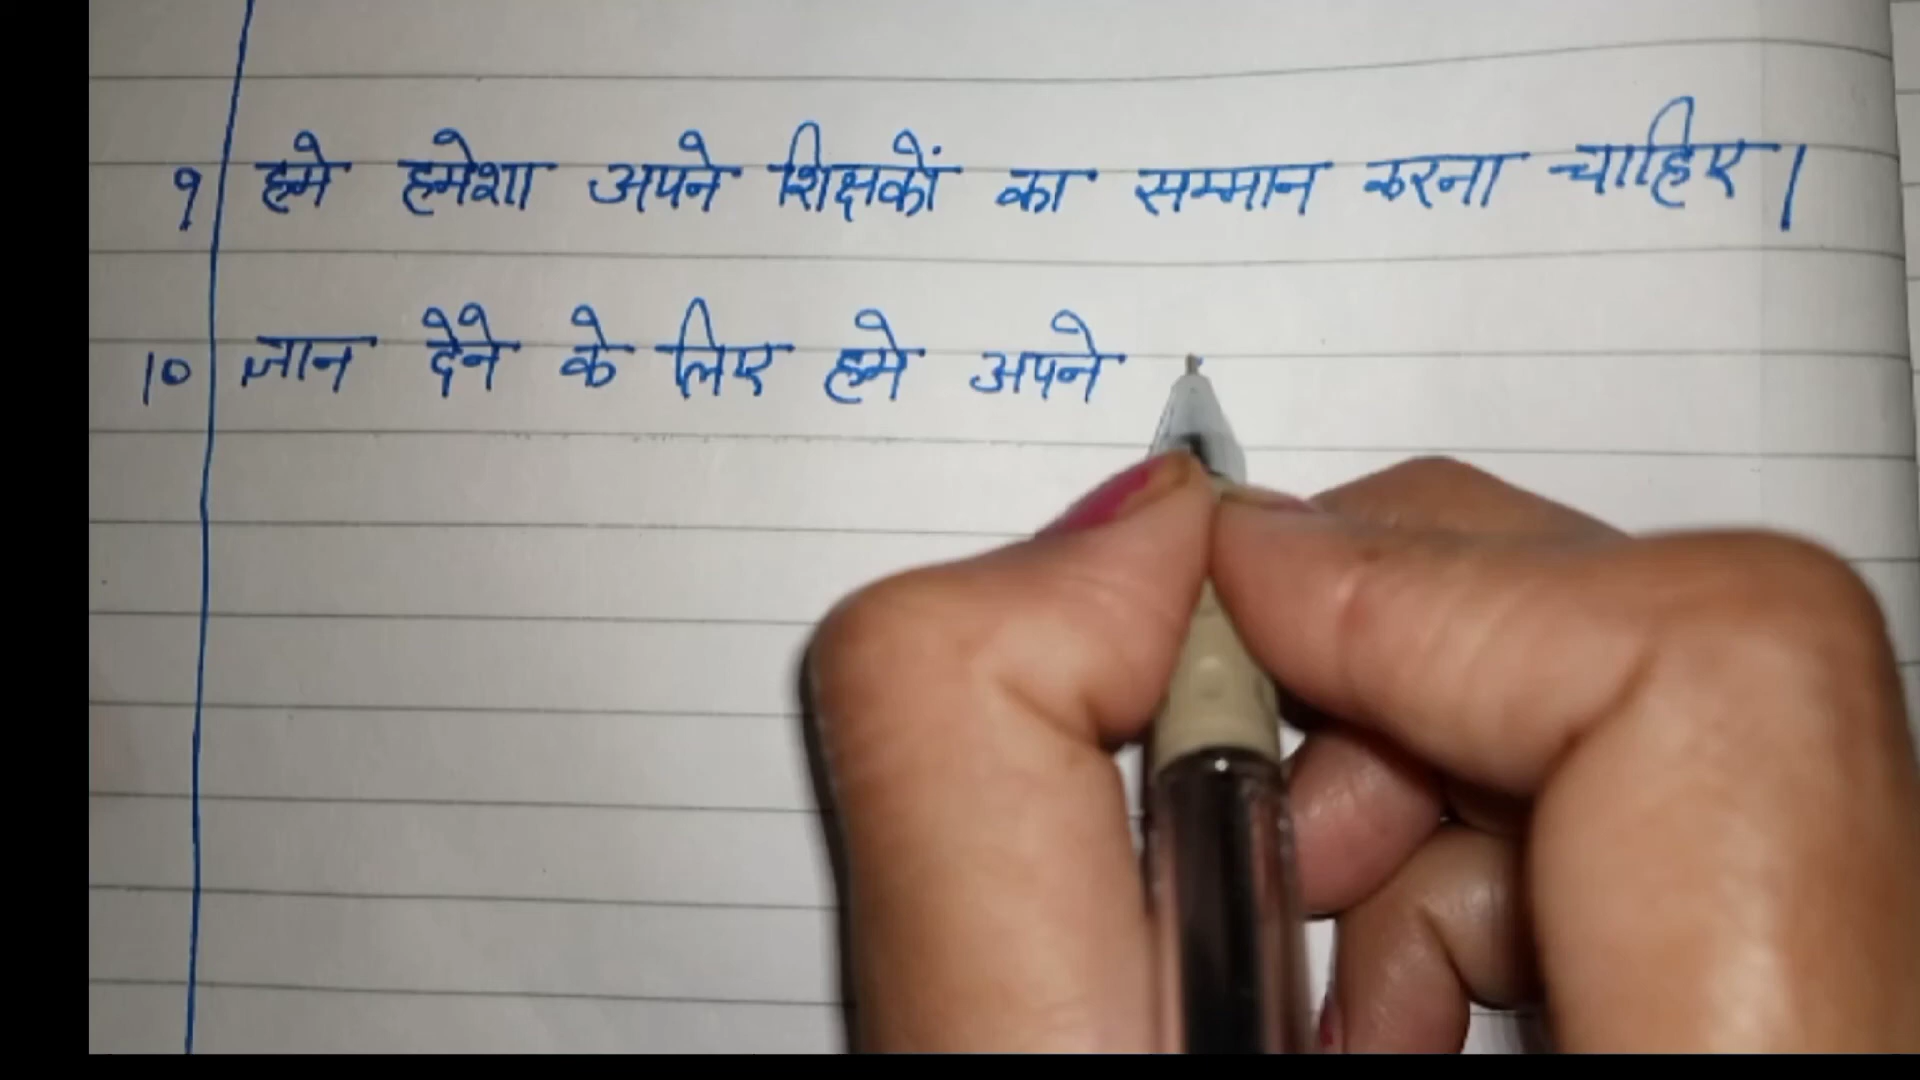 9 हमे हमेशा अपने शिक्षकों का सम्मान करना चाहिए।
10 ज्ञान देने के लिए हमे अपने